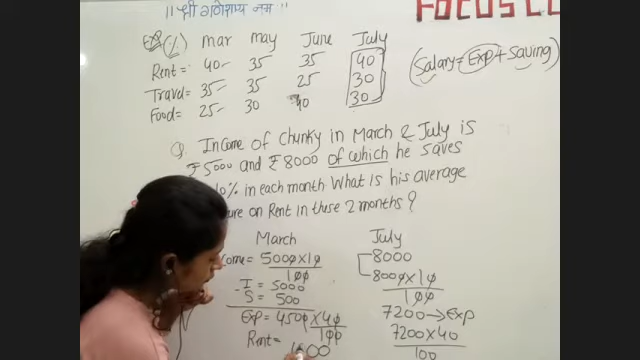 ॥ श्री गणेशाय नमः ॥
FOCUS C
Exp (%) mar may June July
Rent = 40 35 35 40
Travel = 35 35 25 30
Food = 25 30 40 30
(Salary = Exp + Saving)
Q. Income of Chunky in March & July is
₹5000 and ₹8000 of which he saves
10% in each month What is his average
ure on Rent in these 2 months?
March July
come = 5000×10 8000
100 8000×10
100
I = 5000
- S = 500 7200 → Exp
Exp = 4500 × 40 7200×40
100 100
Rent = 1800